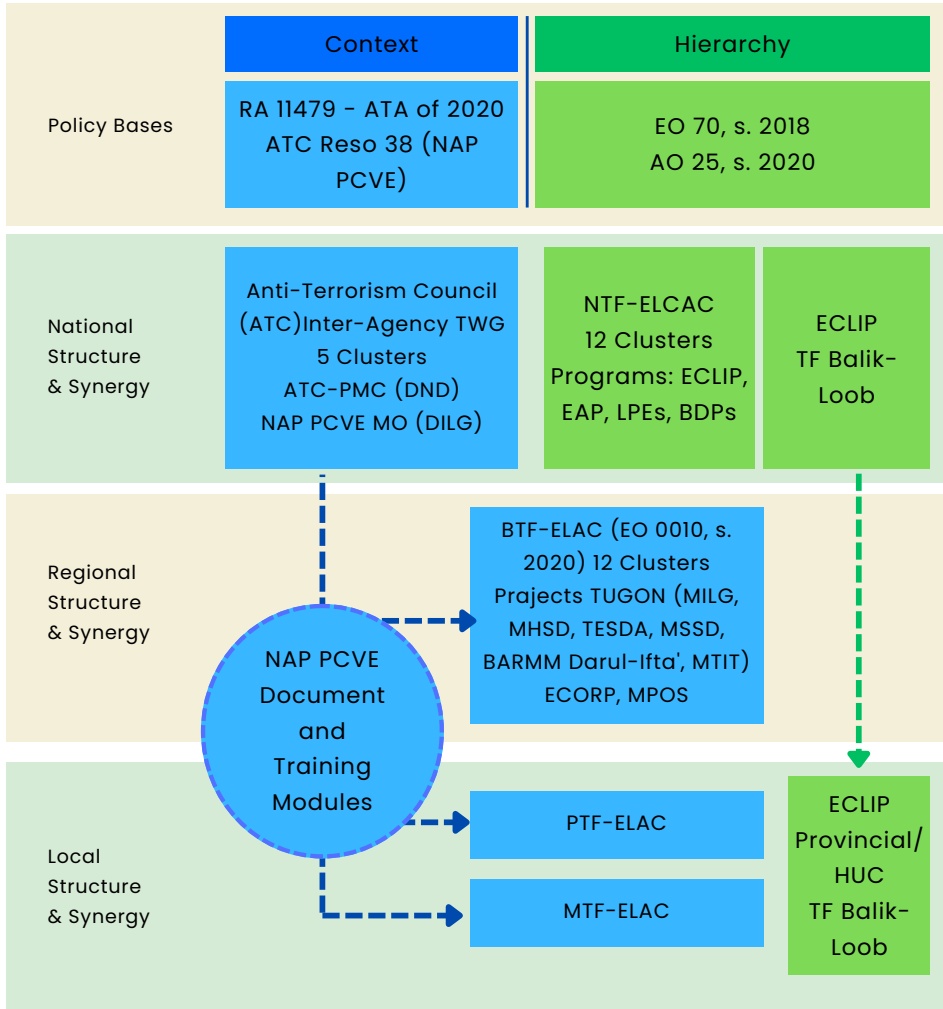 Context
Hierarchy
Policy Bases
RA 11479 - ATA of 2020
ATC Reso 38 (NAP
PCVE)
EO 70, s. 2018
AO 25, s. 2020
National
Structure
& Synergy
Anti-Terrorism Council
(ATC)Inter-Agency TWG
5 Clusters
ATC-PMC (DND)
NAP PCVE MO (DILG)
NTF-ELCAC
12 Clusters
Programs: ECLIP,
EAP, LPEs, BDPs
ECLIP
TF Balik-
Loob
Regional
Structure
& Synergy
BTF-ELAC (EO 0010, s.
2020) 12 Clusters
Prajects TUGON (MILG,
MHSD, TESDA, MSSD,
BARMM Darul-Ifta', MTIT)
ECORP, MPOS
NAP PCVE
Document
and
Training
Modules
Local
Structure
& Synergy
PTF-ELAC
MTF-ELAC
ECLIP
Provincial/
HUC
TF Balik-
Loob